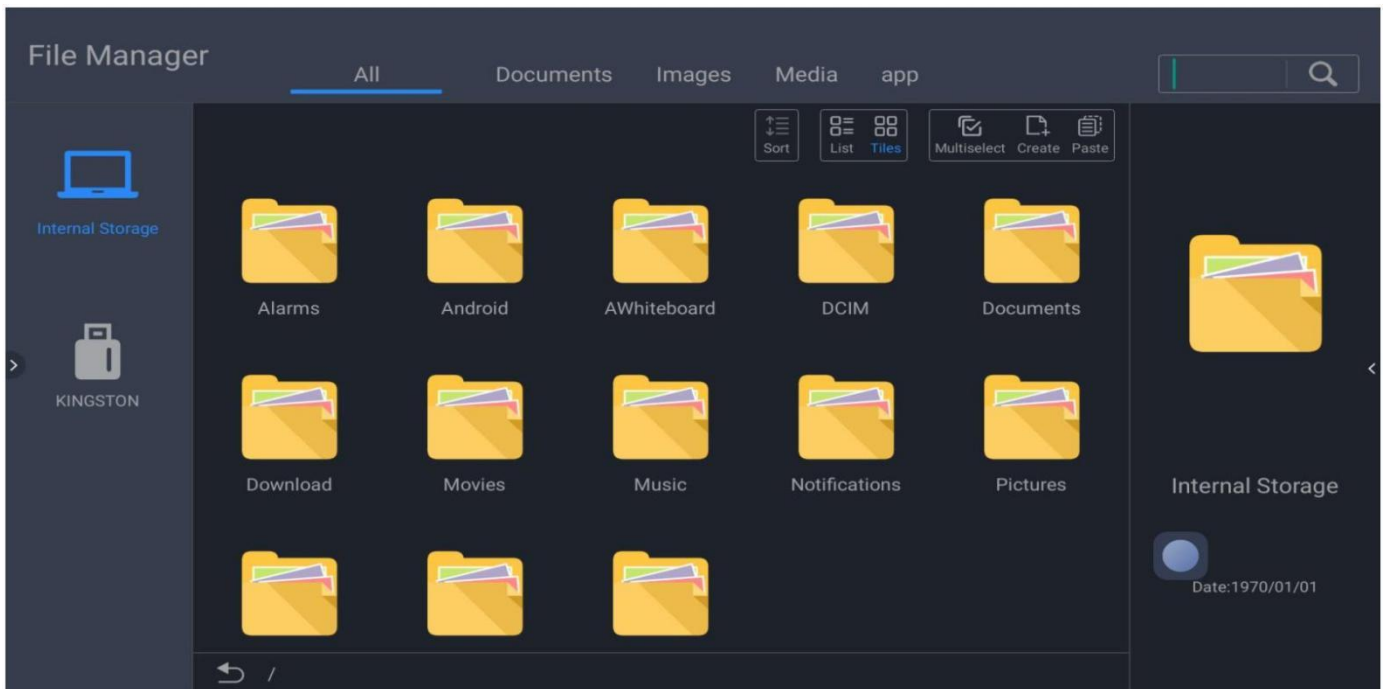 File Manager
All
Documents
Images
Media
app
Sort
List
Tiles
Multiselect
Create
Paste
Internal Storage
KINGSTON
Alarms
Android
AWhiteboard
DCIM
Documents
Download
Movies
Music
Notifications
Pictures
/
Internal Storage
Date:1970/01/01